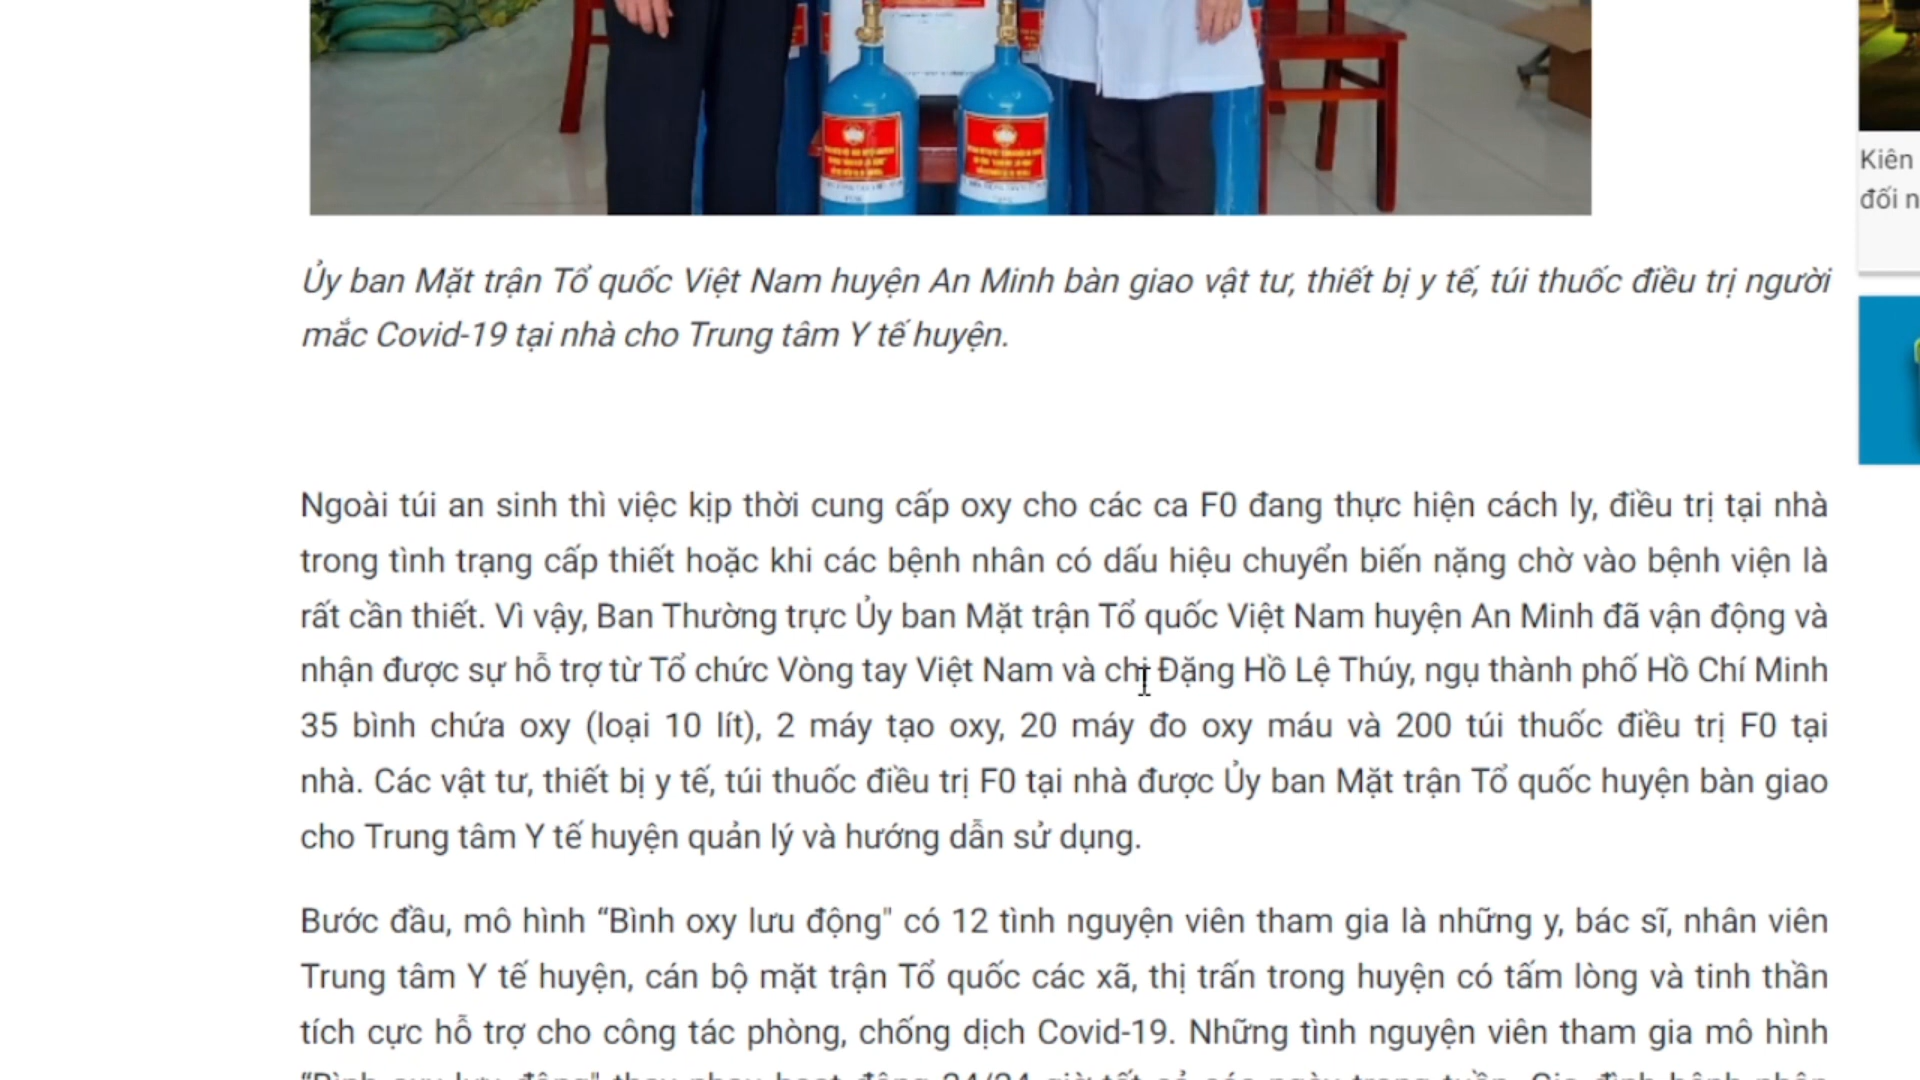 Ủy ban Mặt trận Tổ quốc Việt Nam huyện An Minh bàn giao vật tư, thiết bị y tế, túi thuốc điều trị người
mắc Covid-19 tại nhà cho Trung tâm Y tế huyện.
Ngoài túi an sinh thì việc kịp thời cung cấp oxy cho các ca F0 đang thực hiện cách ly, điều trị tại nhà
trong tình trạng cấp thiết hoặc khi các bệnh nhân có dấu hiệu chuyển biến nặng chờ vào bệnh viện là
rất cần thiết. Vì vậy, Ban Thường trực Ủy ban Mặt trận Tổ quốc Việt Nam huyện An Minh đã vận động và
nhận được sự hỗ trợ từ Tổ chức Vòng tay Việt Nam và chị Đặng Hồ Lệ Thúy, ngụ thành phố Hồ Chí Minh
35 bình chứa oxy (loại 10 lít), 2 máy tạo oxy, 20 máy đo oxy máu và 200 túi thuốc điều trị F0 tại
nhà. Các vật tư, thiết bị y tế, túi thuốc điều trị F0 tại nhà được Ủy ban Mặt trận Tổ quốc huyện bàn giao
cho Trung tâm Y tế huyện quản lý và hướng dẫn sử dụng.
Bước đầu, mô hình “Bình oxy lưu động" có 12 tình nguyện viên tham gia là những y, bác sĩ, nhân viên
Trung tâm Y tế huyện, cán bộ mặt trận Tổ quốc các xã, thị trấn trong huyện có tấm lòng và tinh thần
tích cực hỗ trợ cho công tác phòng, chống dịch Covid-19. Những tình nguyện viên tham gia mô hình
Kiên
đối